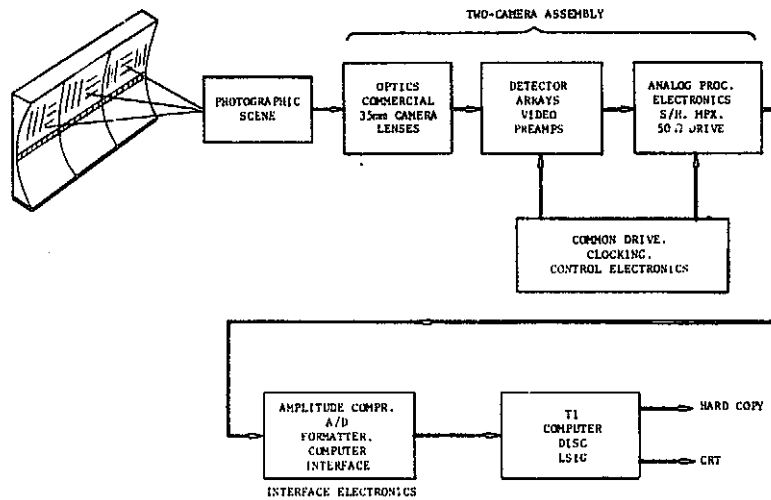 TWO-CAMERA ASSEMBLY
PHOTOGRAPHIC
SCENE
OPTICS
COMMERCIAL
35mm CAMERA
LENSES
DETECTOR
ARRAYS
VIDEO
PREAMPS
ANALOG PROC.
ELECTRONICS
S/H. MPX.
50 Ω DRIVE
COMMON DRIVE.
CLOCKING.
CONTROL ELECTRONICS
AMPLITUDE COMPR.
A/D
FORMATTER.
COMPUTER
INTERFACE
INTERFACE ELECTRONICS
TI
COMPUTER
DISC
LSIG
HARD COPY
CRT